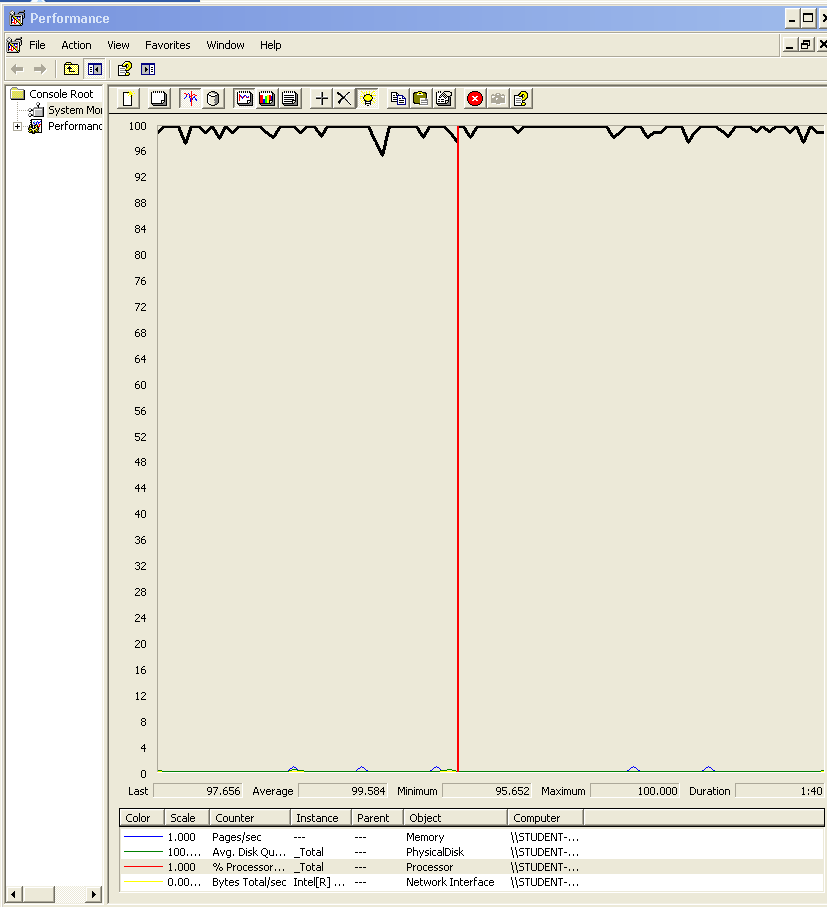 Performance
File Action View Favorites Window Help
Console Root
System Mor
Performanc
100
96
92
88
84
80
76
72
68
64
60
56
52
48
44
40
36
32
28
24
20
16
12
8
4
0
Last 97.656 Average 99.584 Minimum 95.652 Maximum 100.000 Duration 1:40
Color Scale Counter Instance Parent Object Computer
1.000 Pages/sec --- --- Memory \\STUDENT-...
100.... Avg. Disk Qu... _Total --- PhysicalDisk \\STUDENT-...
1.000 % Processor... _Total --- Processor \\STUDENT-...
0.00... Bytes Total/sec Intel[R] ... --- Network Interface \\STUDENT-...